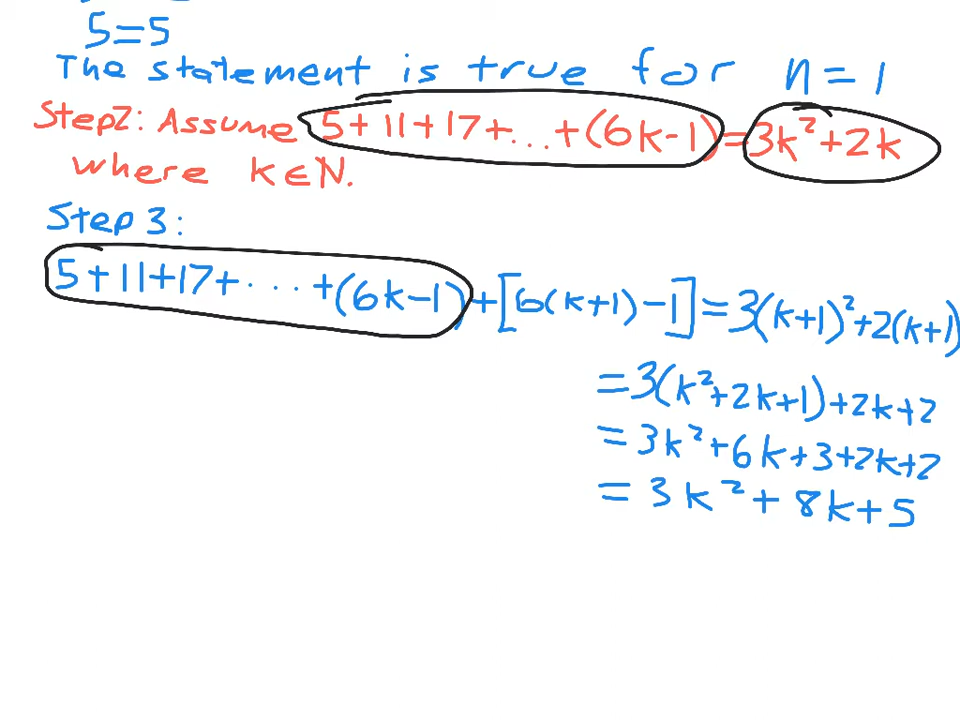 5=5
The statement is true for n = 1
Step2: Assume 5+11+17+...+(6k-1)=3k²+2k
where k∈N.
Step 3:
5+11+17+...+(6k-1)+[6(k+1)-1]=3(k+1)²+2(k+1)
=3(k²+2k+1)+2k+2
=3k²+6k+3+2k+2
=3k²+8k+5